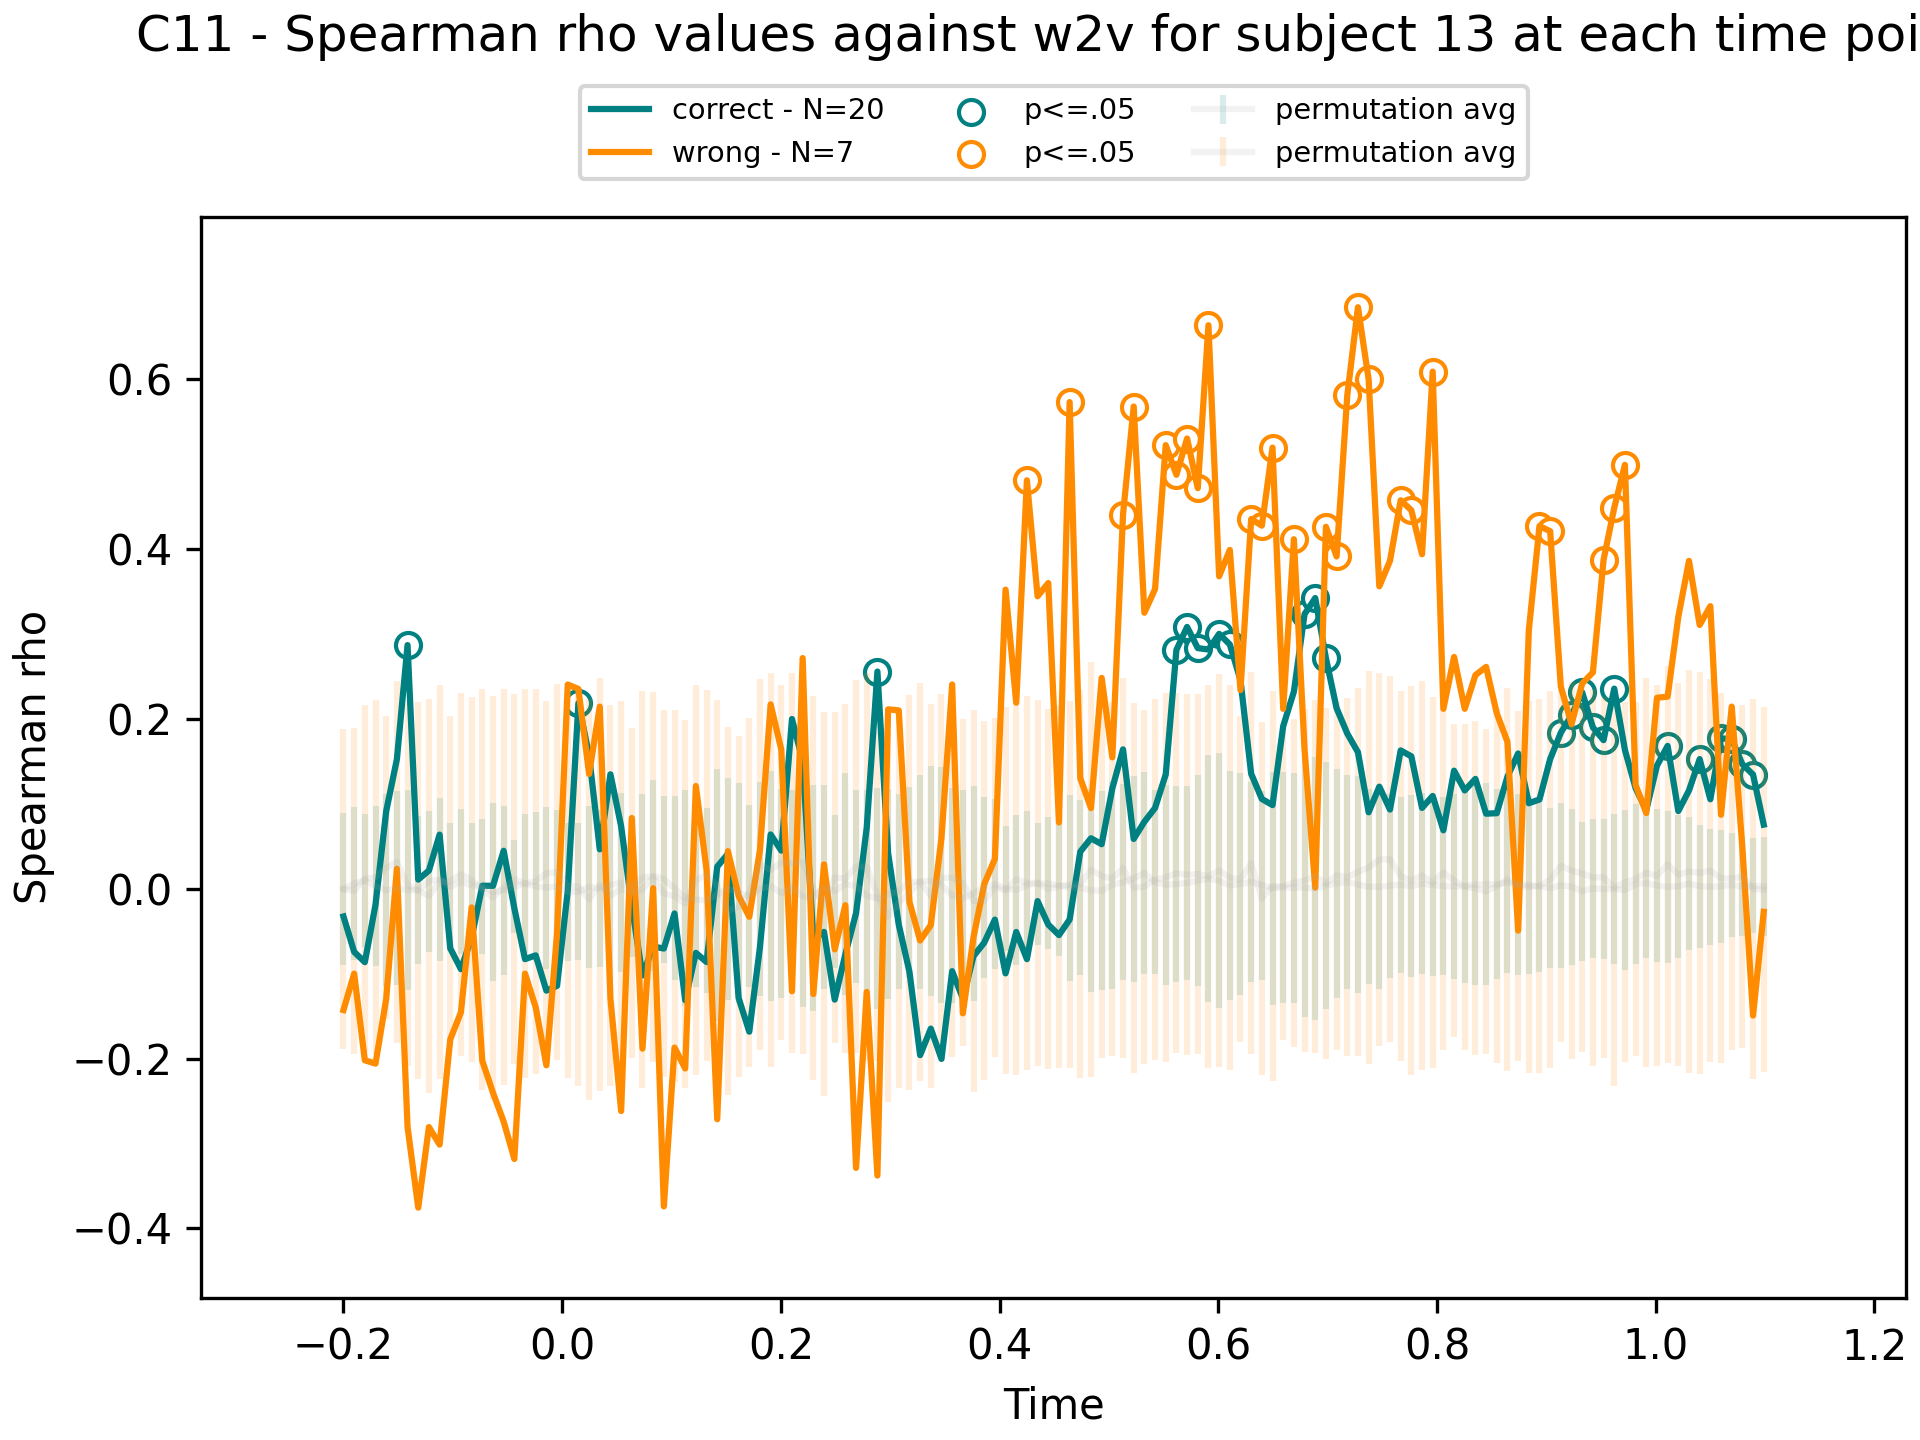 C11 - Spearman rho values against w2v for subject 13 at each time poi
correct - N=20 p<=.05 permutation avg
wrong - N=7 p<=.05 permutation avg
0.6
0.4
0.2
0.0
−0.2
−0.4
Spearman rho
−0.2 0.0 0.2 0.4 0.6 0.8 1.0 1.2
Time